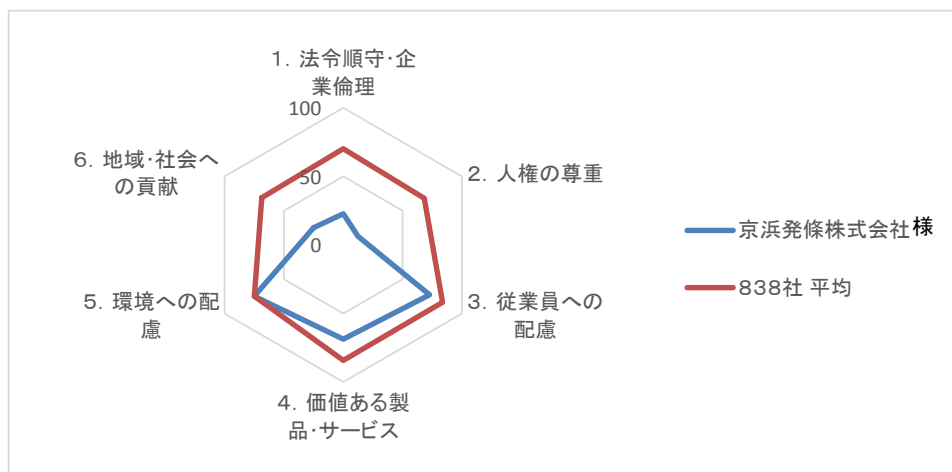 1．法令順守･企
業倫理
100
50
0
2．人権の尊重
3．従業員への
配慮
4．価値ある製
品･サービス
5．環境への配
慮
6．地域･社会へ
の貢献
京浜発條株式会社様
838社 平均